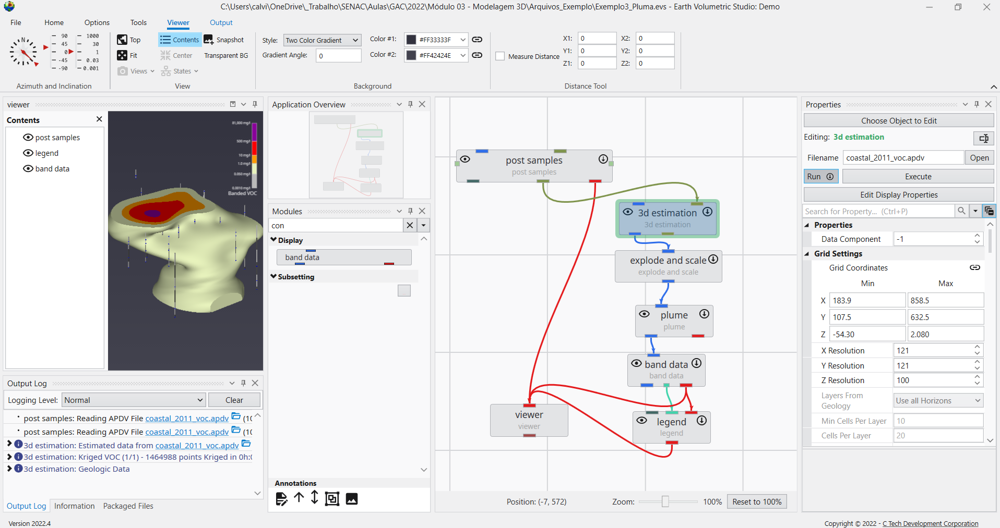 C:\Users\calvi\OneDrive\_Trabalho\SENAC\Aulas\GAC\2022\Módulo 03 - Modelagem 3D\Arquivos_Exemplo\Exemplo3_Pluma.evs - Earth Volumetric Studio: Demo
File Home Options Tools Viewer Output
N
90
45
0
-45
-90
1000
30
1
0.03
0.001
Azimuth and Inclination
Top Contents Snapshot
Fit Center Transparent BG
Views States
View
Style: Two Color Gradient Color #1: #FF33333F
Gradient Angle: 0 Color #2: #FF42424E
Background
Measure Distance
X1: 0 X2: 0
Y1: 0 Y2: 0
Z1: 0 Z2: 0
Distance Tool
viewer
Contents
post samples
legend
band data
81,000 mg/l
500 mg/l
10 mg/l
1.0 mg/l
0.050 mg/l
0.0010 mg/l
Banded VOC
Output Log
Logging Level: Normal Clear
post samples: Reading APDV File coastal_2011_voc.apdv (10
post samples: Reading APDV File coastal_2011_voc.apdv (10
3d estimation: Estimated data from coastal_2011_voc.apdv
3d estimation: Kriged VOC (1/1) - 1464988 points Kriged in 0h:0
3d estimation: Geologic Data
Output Log Information Packaged Files
Version 2022.4
Application Overview
Modules
con
Display
band data
Subsetting
Annotations
post samples
post samples
3d estimation
3d estimation
explode and scale
explode and scale
plume
plume
band data
band data
viewer
viewer
legend
legend
Position: (-7, 572) Zoom: 100% Reset to 100%
Properties
Choose Object to Edit
Editing: 3d estimation
Filename coastal_2011_voc.apdv Open
Run Execute
Edit Display Properties
Search for Property... (Ctrl+P)
Properties
Data Component -1
Grid Settings
Grid Coordinates
Min Max
X 183.9 858.5
Y 107.5 632.5
Z -54.30 2.080
X Resolution 121
Y Resolution 121
Z Resolution 100
Layers From
Geology
Use all Horizons
Min Cells Per Layer 10
Cells Per Layer 20
Copyright © 2022 - C Tech Development Corporation